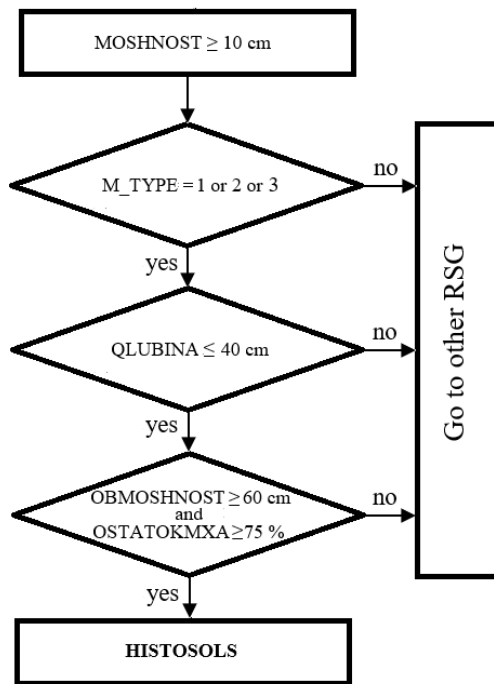 MOSHNOST ≥ 10 cm
M_TYPE = 1 or 2 or 3
no
yes
QLUBINA ≤ 40 cm
no
yes
OBMOSHNOST ≥ 60 cm
and
OSTATOKMXA ≥ 75 %
no
yes
HISTOSOLS
Go to other RSG